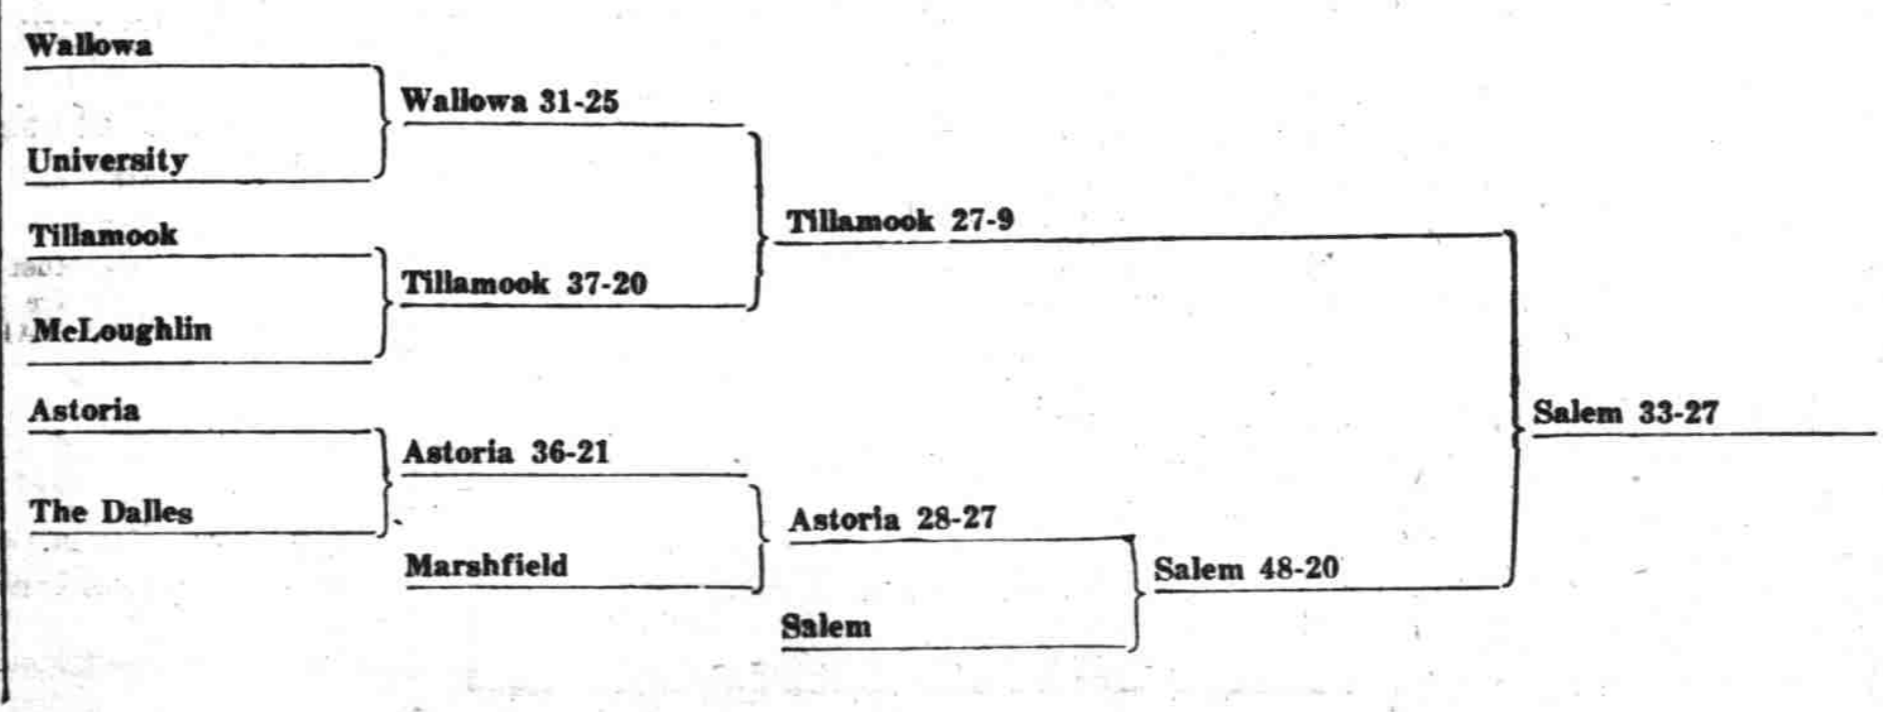 Wallowa
Wallowa 31-25
University
Tillamook 27-9
Tillamook
Tillamook 37-20
McLoughlin
Astoria
Salem 33-27
Astoria 36-21
The Dalles
Astoria 28-27
Marshfield
Salem 48-20
Salem